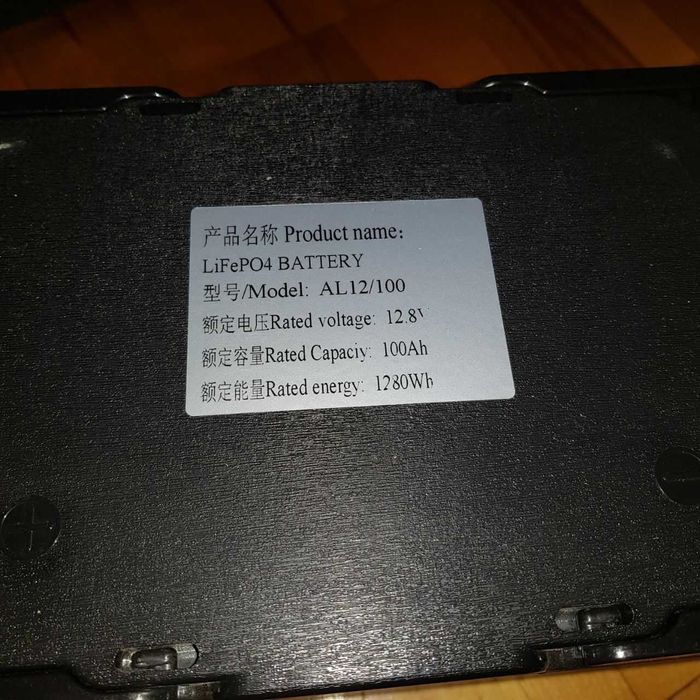 产品名称 Product name:
LiFePO4 BATTERY
型号/Model: AL12/100
额定电压Rated voltage: 12.8V
额定容量Rated Capaciy: 100Ah
额定能量Rated energy: 1280Wh
+
-